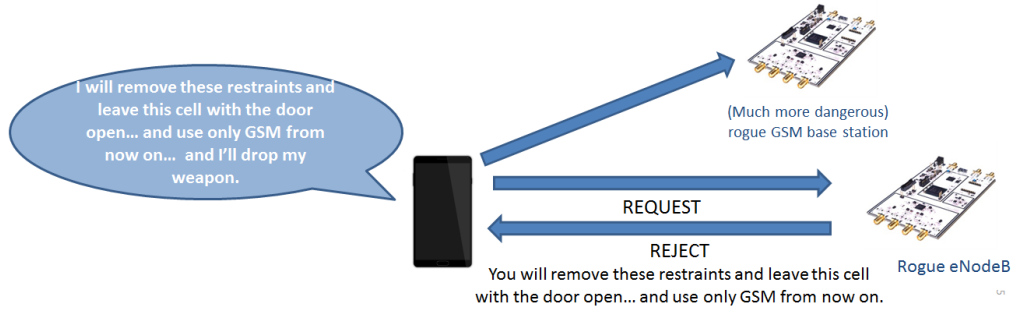 I will remove these restraints and
leave this cell with the door
open… and use only GSM from
now on… and I'll drop my
weapon.
(Much more dangerous)
rogue GSM base station
REQUEST
REJECT
You will remove these restraints and leave this cell
with the door open… and use only GSM from now on.
Rogue eNodeB
5